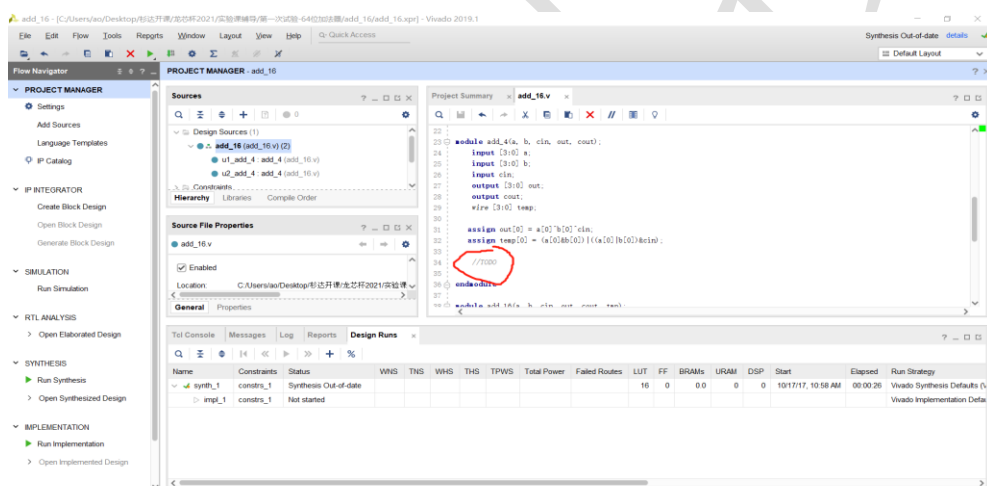 add_16 - [C:/Users/ao/Desktop/杉达开课/龙芯杯2021/实验课辅导/第一次试验-64位加法器/add_16/add_16.xpr] - Vivado 2019.1
File Edit Flow Tools Reports Window Layout View Help Q- Quick Access
Synthesis Out-of-date details
Default Layout
Flow Navigator
PROJECT MANAGER - add_16
PROJECT MANAGER
Settings
Add Sources
Language Templates
IP Catalog
IP INTEGRATOR
Create Block Design
Open Block Design
Generate Block Design
SIMULATION
Run Simulation
RTL ANALYSIS
Open Elaborated Design
SYNTHESIS
Run Synthesis
Open Synthesized Design
IMPLEMENTATION
Run Implementation
Open Implemented Design
Sources
0
Design Sources (1)
add_16 (add_16.v) (2)
u1_add_4 : add_4 (add_16.v)
u2_add_4 : add_4 (add_16.v)
Constraints
Hierarchy Libraries Compile Order
Source File Properties
add_16.v
Enabled
Location: C:/Users/ao/Desktop/杉达开课/龙芯杯2021/实验课
General Properties
Project Summary add_16.v
22
23 module add_4(a, b, cin, out, cout);
24 input [3:0] a;
25 input [3:0] b;
26 input cin;
27 output [3:0] out;
28 output cout;
29 wire [3:0] temp;
30
31 assign out[0] = a[0]^b[0]^cin;
32 assign temp[0] = (a[0]&b[0])|((a[0]|b[0])&cin);
33
34 //TODO
35
36 endmodule
37
module add_16(a, b, cin, out, cout, tmp);
Tcl Console Messages Log Reports Design Runs
Name Constraints Status WNS TNS WHS THS TPWS Total Power Failed Routes LUT FF BRAMs URAM DSP Start Elapsed Run Strategy
synth_1 constrs_1 Synthesis Out-of-date 16 0 0.0 0 0 10/17/17, 10:58 AM 00:00:26 Vivado Synthesis Defaults (V
impl_1 constrs_1 Not started Vivado Implementation Defa